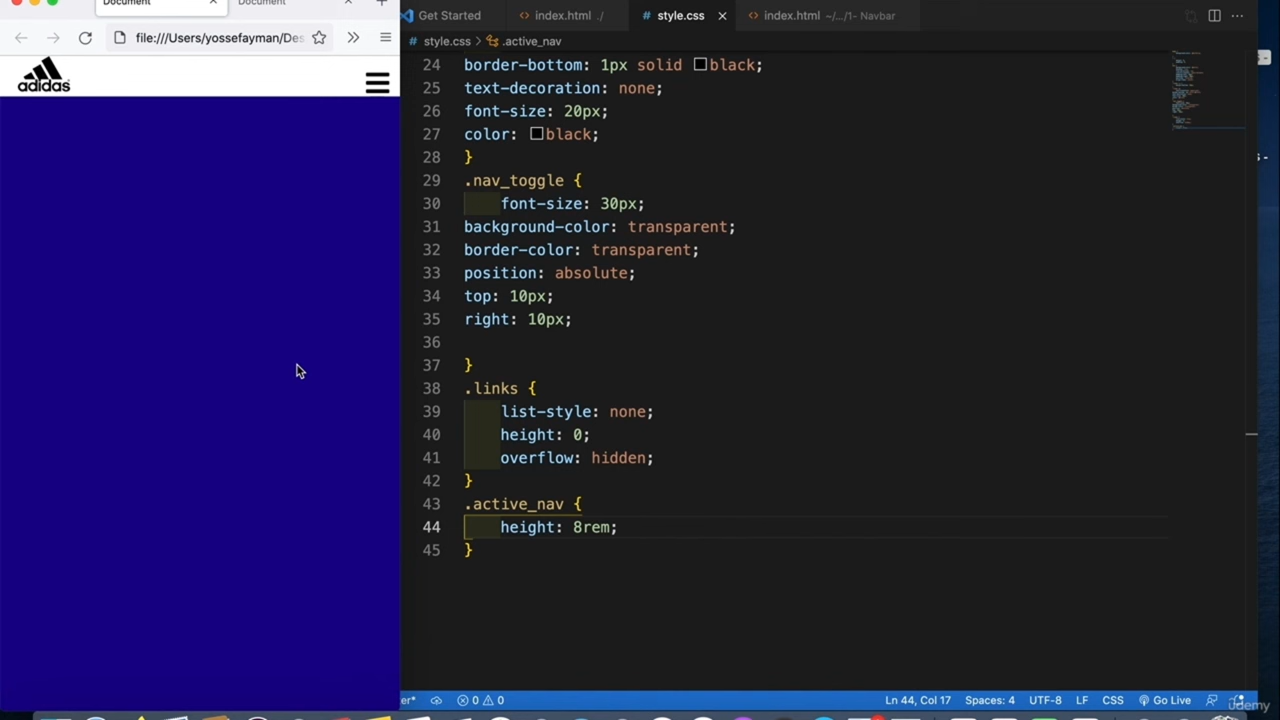 Document
Document
Get Started
index.html ./
# style.css
index.html ~/.../1- Navbar
file:///Users/yossefayman/Des
# style.css > .active_nav
adidas
24 border-bottom: 1px solid black;
25 text-decoration: none;
26 font-size: 20px;
27 color: black;
28 }
29 .nav_toggle {
30 font-size: 30px;
31 background-color: transparent;
32 border-color: transparent;
33 position: absolute;
34 top: 10px;
35 right: 10px;
36
37 }
38 .links {
39 list-style: none;
40 height: 0;
41 overflow: hidden;
42 }
43 .active_nav {
44 height: 8rem;
45 }
0 0
Ln 44, Col 17
Spaces: 4
UTF-8
LF
CSS
Go Live
udemy